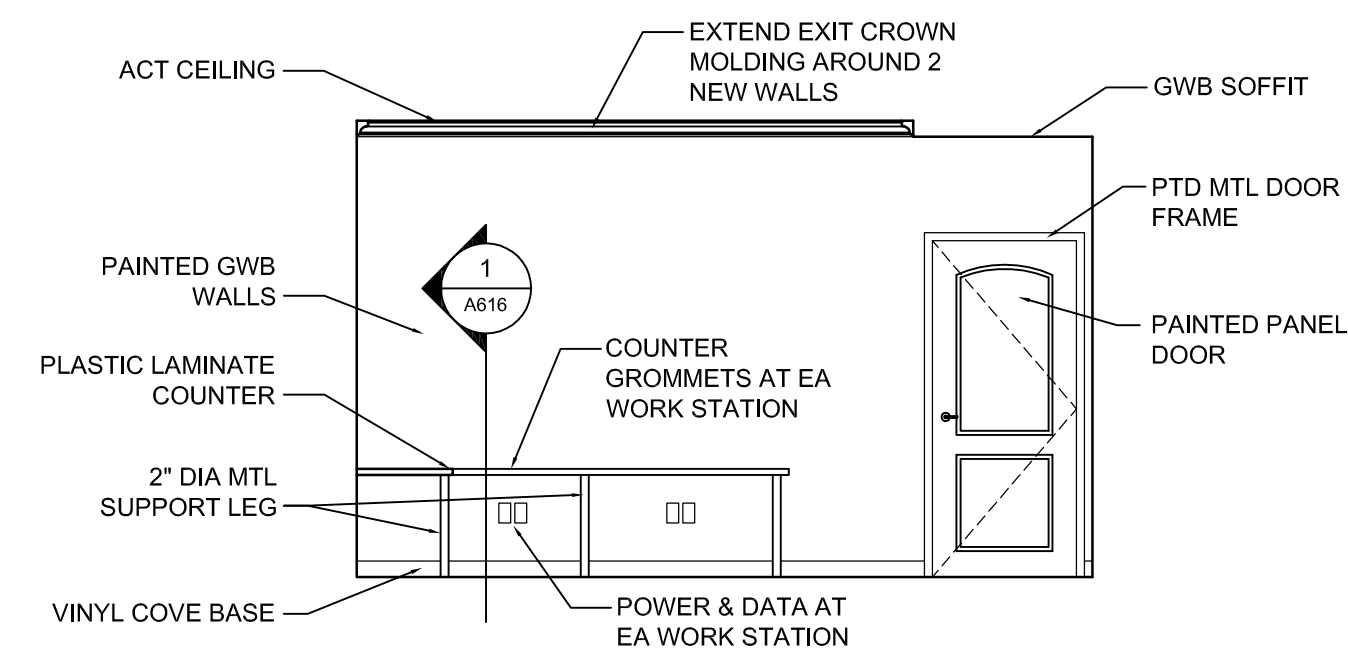 EXTEND EXIT CROWN
MOLDING AROUND 2
NEW WALLS
ACT CEILING
GWB SOFFIT
PTD MTL DOOR
FRAME
PAINTED GWB
WALLS
1
A616
PAINTED PANEL
DOOR
PLASTIC LAMINATE
COUNTER
COUNTER
GROMMETS AT EA
WORK STATION
2" DIA MTL
SUPPORT LEG
VINYL COVE BASE
POWER & DATA AT
EA WORK STATION